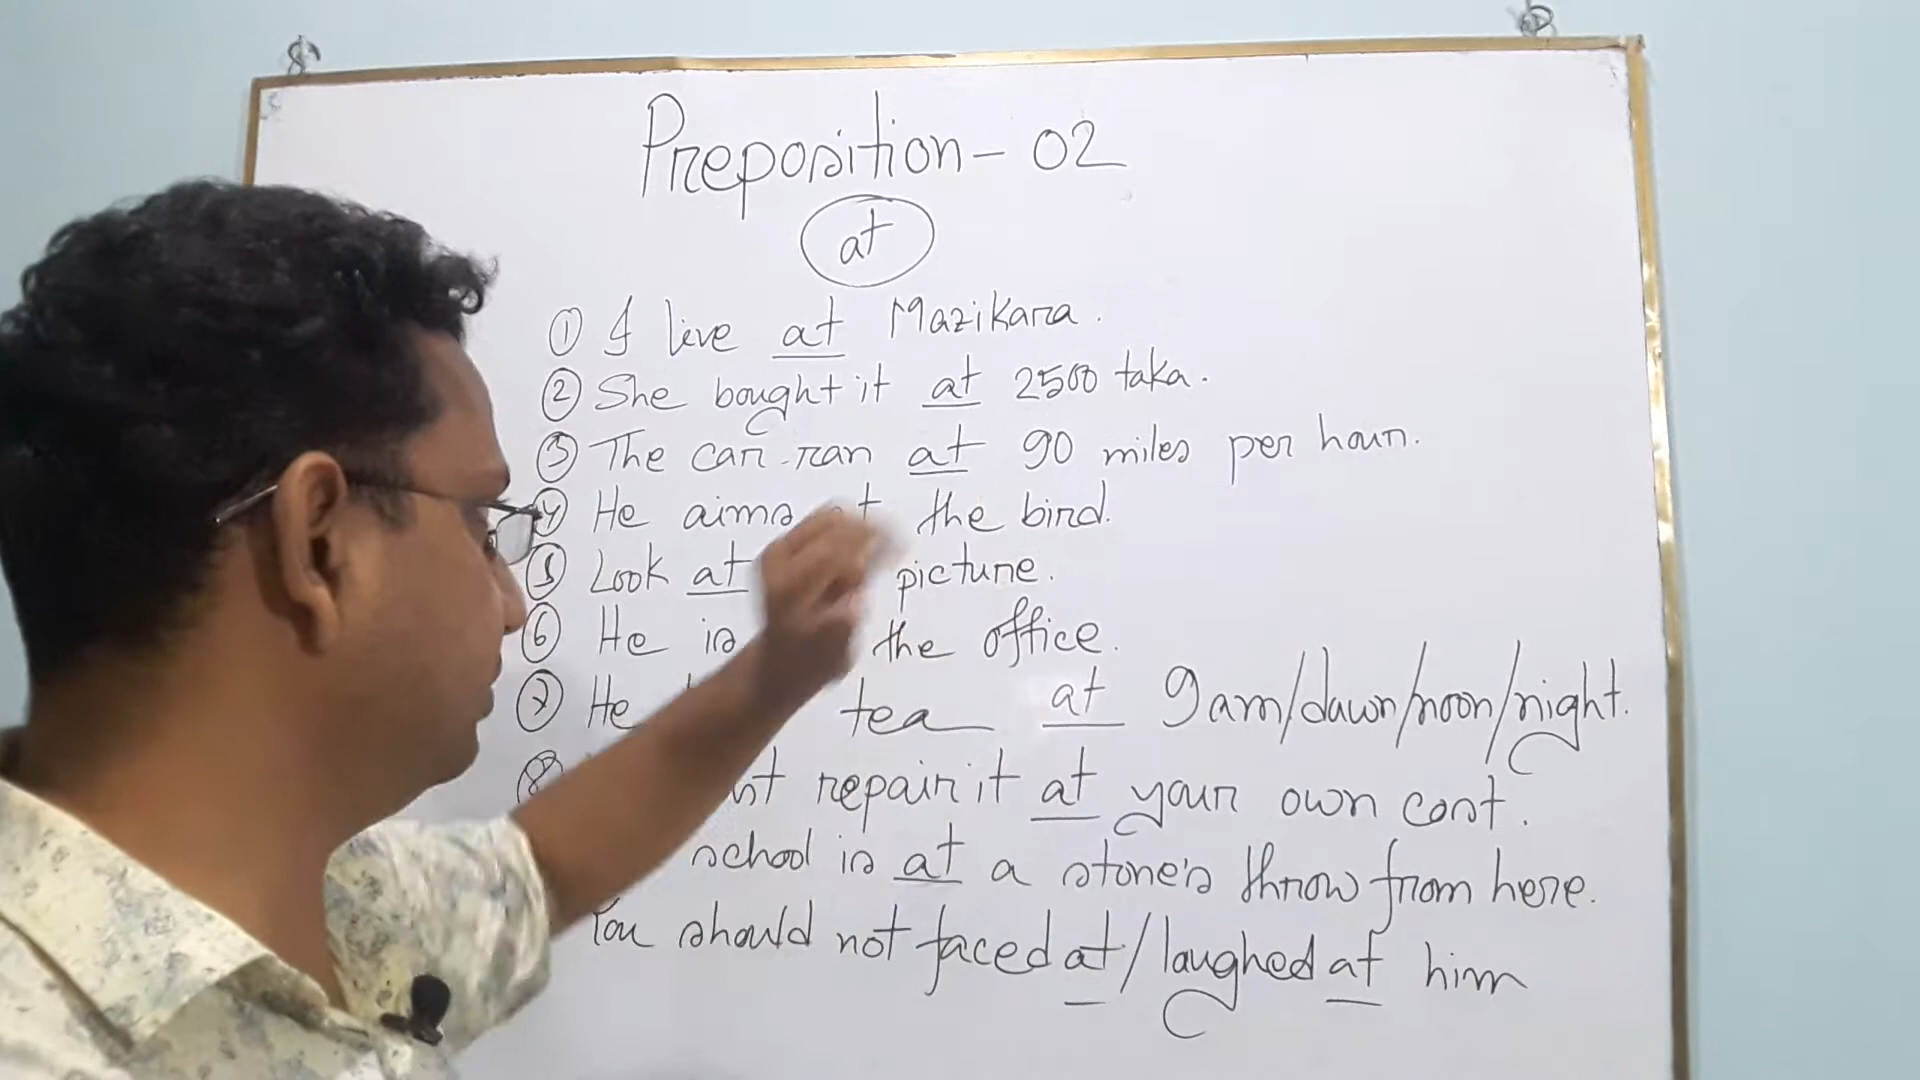 Preposition - 02
at
① I live at Mazikara.
② She bought it at 2500 taka.
③ The car ran at 90 miles per hour.
④ He aims at the bird.
⑤ Look at picture.
⑥ He is the office.
⑦ He tea at 9am/dawn/noon/night.
⑧ repair it at your own cost.
school is at a stone's throw from here.
You should not faced at/laughed at him